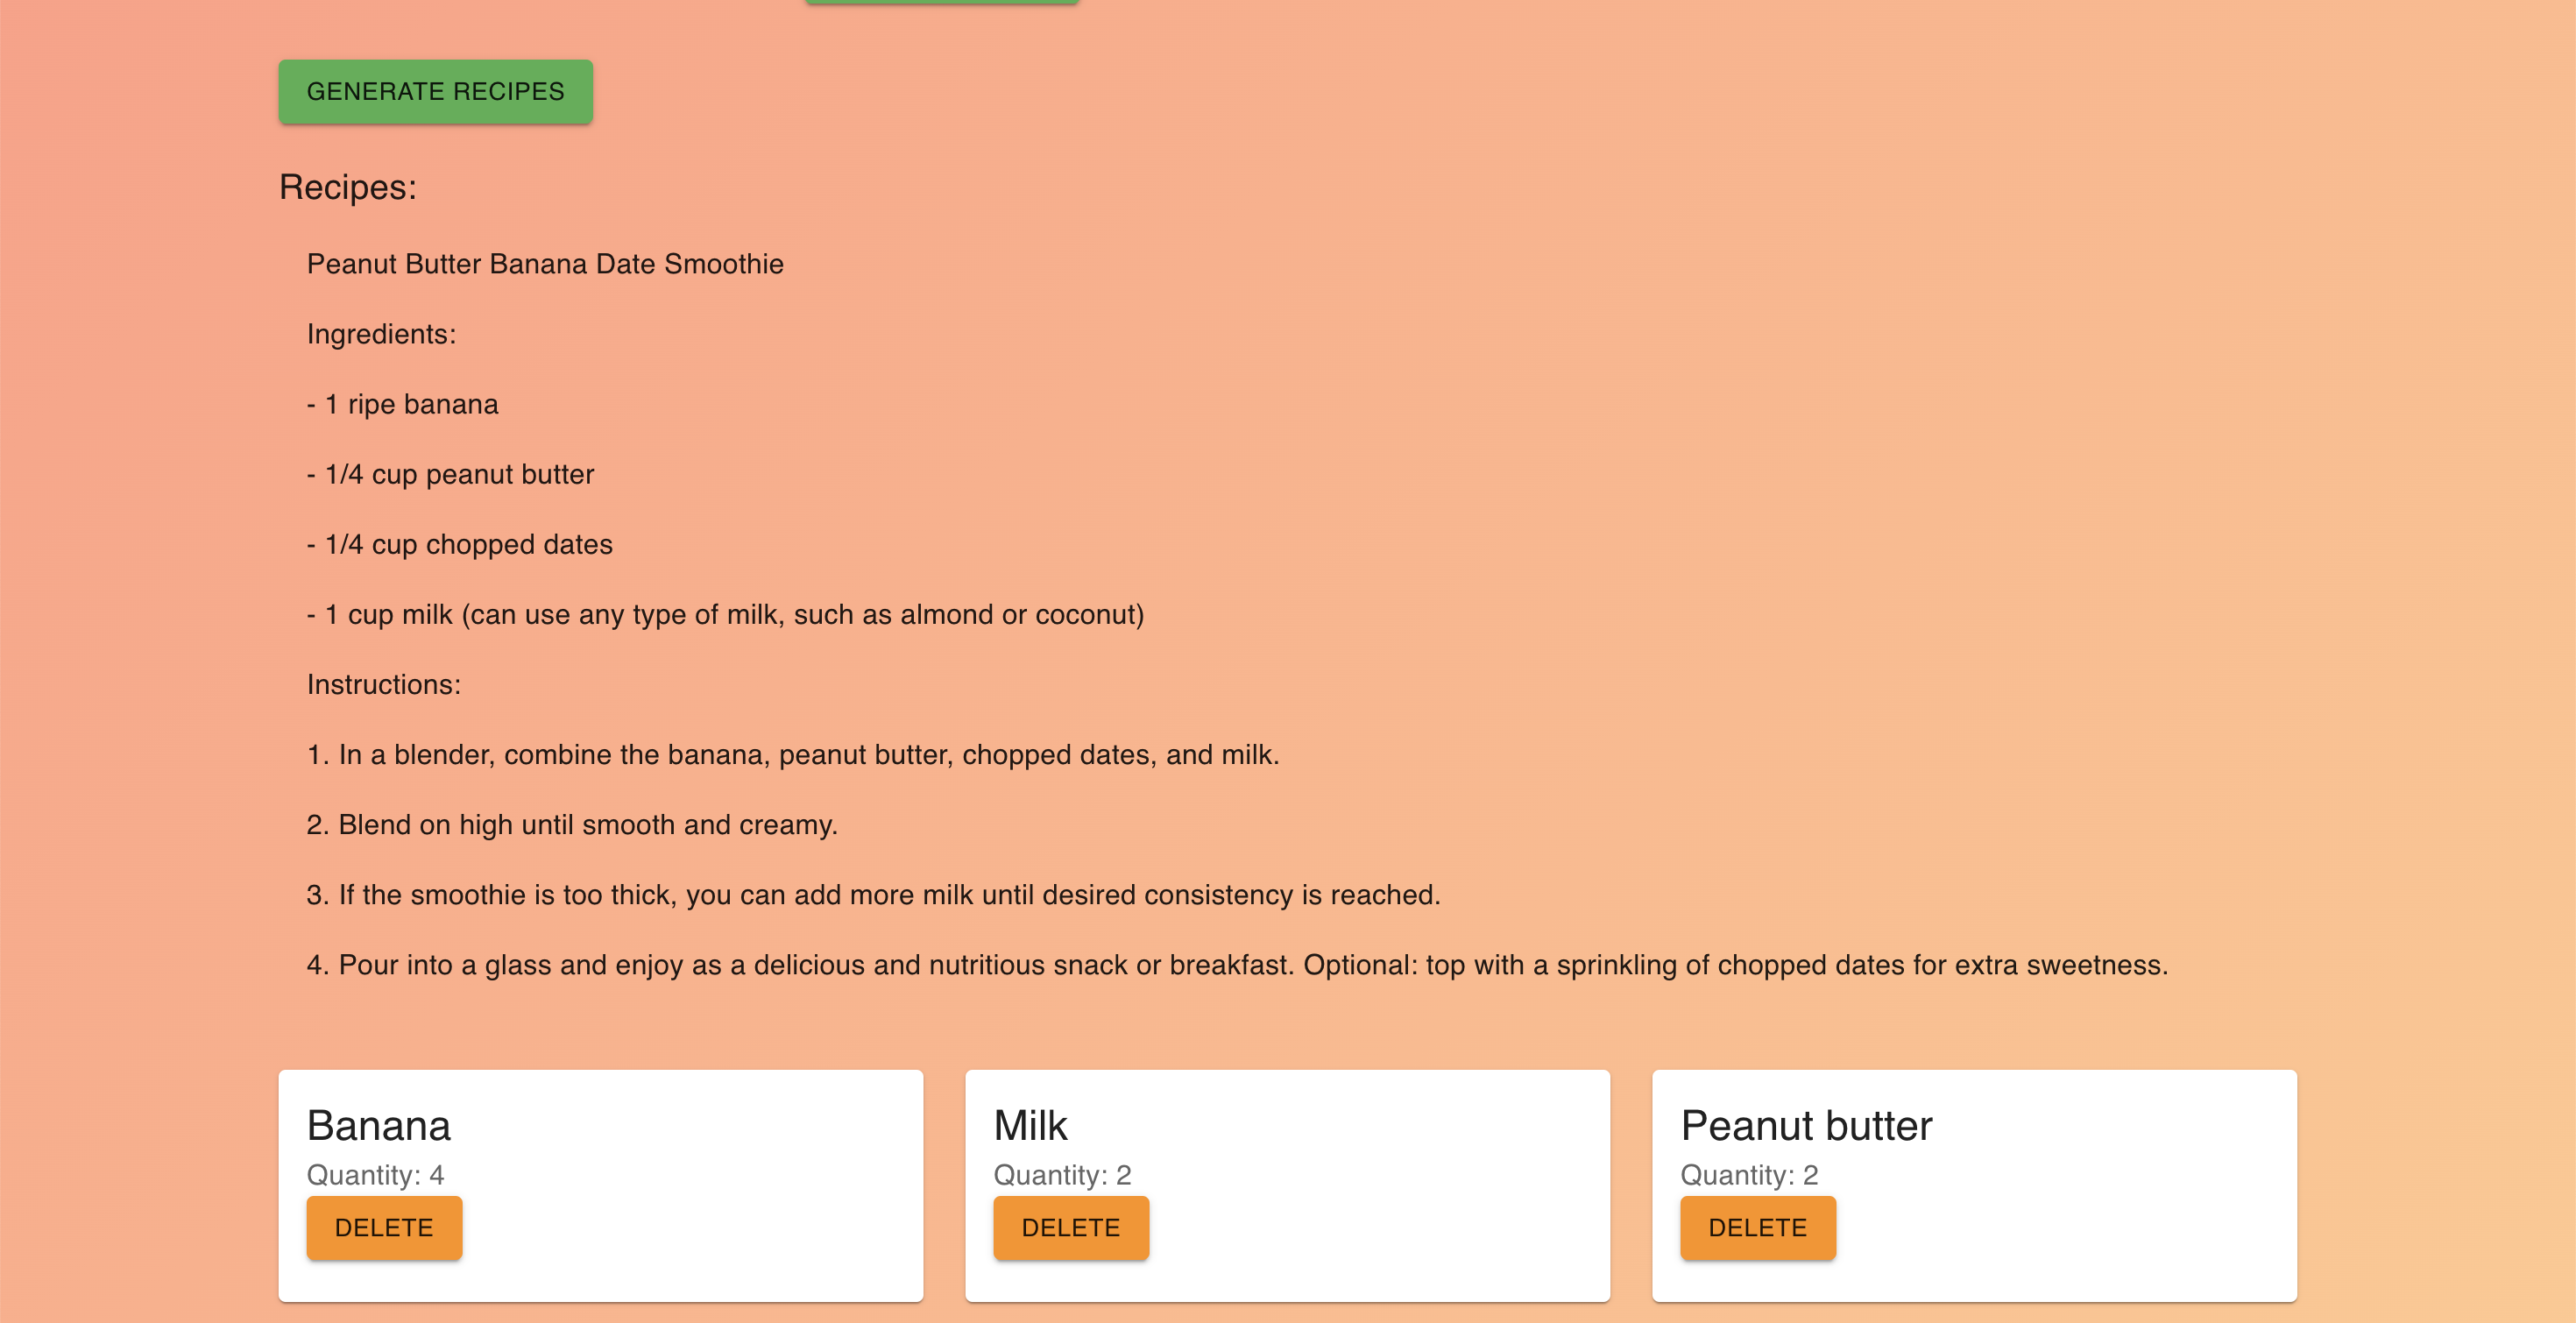 GENERATE RECIPES
Recipes:
Peanut Butter Banana Date Smoothie
Ingredients:
- 1 ripe banana
- 1/4 cup peanut butter
- 1/4 cup chopped dates
- 1 cup milk (can use any type of milk, such as almond or coconut)
Instructions:
1. In a blender, combine the banana, peanut butter, chopped dates, and milk.
2. Blend on high until smooth and creamy.
3. If the smoothie is too thick, you can add more milk until desired consistency is reached.
4. Pour into a glass and enjoy as a delicious and nutritious snack or breakfast. Optional: top with a sprinkling of chopped dates for extra sweetness.
Banana
Quantity: 4
DELETE
Milk
Quantity: 2
DELETE
Peanut butter
Quantity: 2
DELETE